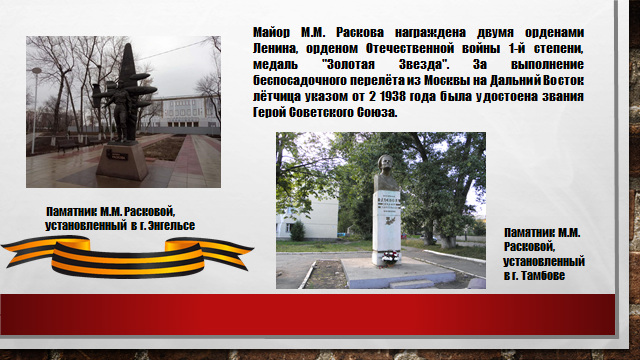 Майор М.М. Раскова награждена двумя орденами
Ленина, орденом Отечественной войны 1-й степени,
медаль "Золотая Звезда". За выполнение
беспосадочного перелёта из Москвы на Дальний Восток
лётчица указом от 2 1938 года была удостоена звания
Герой Советского Союза.
Памятник М.М. Расковой,
установленный в г. Энгельсе
Памятник М.М.
Расковой,
установленный
в г. Тамбове